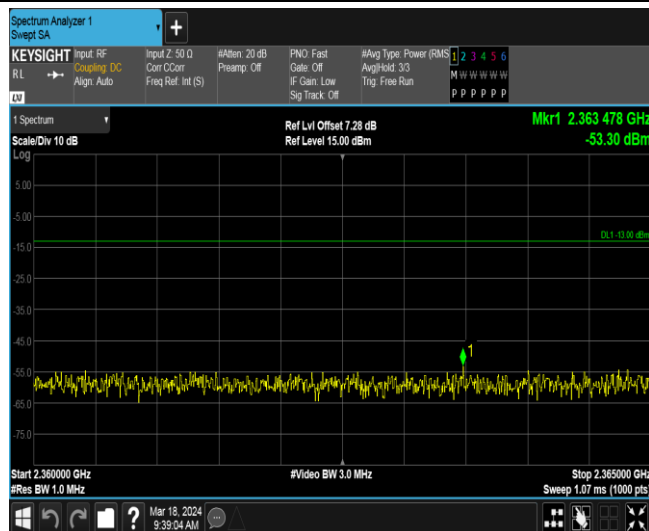 Spectrum Analyzer 1
Swept SA
+
KEYSIGHT
RL
LXI
Input: RF
Coupling: DC
Align: Auto
Input Z: 50 Ω
Corr CCorr
Freq Ref: Int (S)
#Atten: 20 dB
Preamp: Off
PNO: Fast
Gate: Off
IF Gain: Low
Sig Track: Off
#Avg Type: Power (RMS
Avg|Hold: 3/3
Trig: Free Run
1 2 3 4 5 6
M W W W W W
P P P P P P
1 Spectrum
Scale/Div 10 dB
Log
Ref Lvl Offset 7.28 dB
Ref Level 15.00 dBm
Mkr1 2.363 478 GHz
-53.30 dBm
5.00
-5.00
DL1 -13.00 dBm
-15.0
-25.0
-35.0
-45.0
1
-55.0
-65.0
-75.0
Start 2.360000 GHz
#Res BW 1.0 MHz
#Video BW 3.0 MHz
Stop 2.365000 GHz
Sweep 1.07 ms (1000 pts)
?
Mar 18, 2024
9:39:04 AM